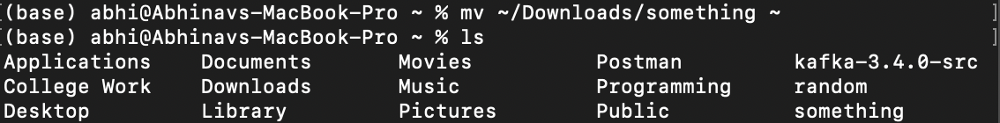 (base) abhi@Abhinavs-MacBook-Pro ~ % mv ~/Downloads/something ~
(base) abhi@Abhinavs-MacBook-Pro ~ % ls
Applications Documents Movies Postman kafka-3.4.0-src
College Work Downloads Music Programming random
Desktop Library Pictures Public something